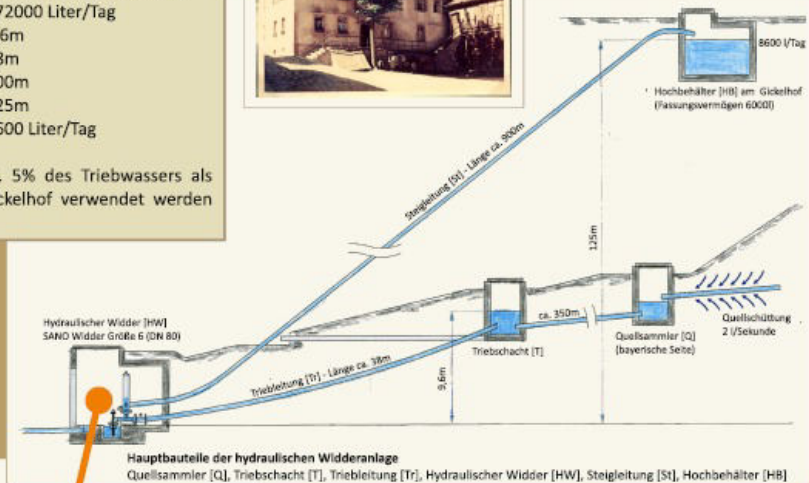 72000 Liter/Tag
6m
8m
00m
25m
600 Liter/Tag
. 5% des Triebwassers als
ckelhof verwendet werden
8600 l/Tag
Hochbehälter [HB] am Gickelhof
(Fassungsvermögen 6000l)
Steigleitung [St] - Länge ca. 900m
125m
Hydraulischer Widder [HW]
SANO Widder Größe 6 (DN 80)
Triebleitung [Tr] - Länge ca. 38m
9,6m
Triebschacht [T]
ca. 350m
Quellsammler [Q]
(bayerische Seite)
Quellschüttung
2 l/Sekunde
Hauptbauteile der hydraulischen Widderanlage
Quellsammler [Q], Triebschacht [T], Triebleitung [Tr], Hydraulischer Widder [HW], Steigleitung [St], Hochbehälter [HB]